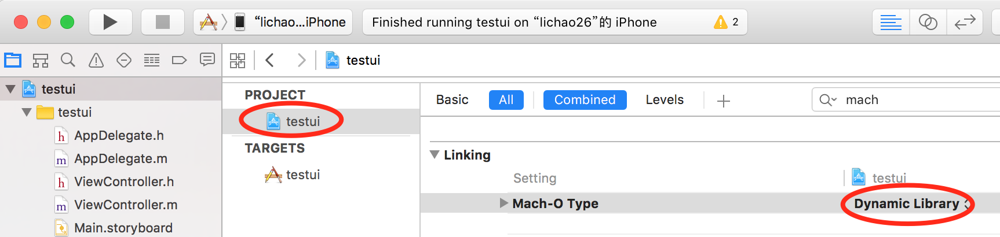 “lichao...iPhone
Finished running testui on “lichao26”的 iPhone
2
testui
testui
testui
AppDelegate.h
AppDelegate.m
ViewController.h
ViewController.m
Main.storyboard
PROJECT
testui
TARGETS
testui
Basic
All
Combined
Levels
mach
Linking
Setting
testui
Mach-O Type
Dynamic Library